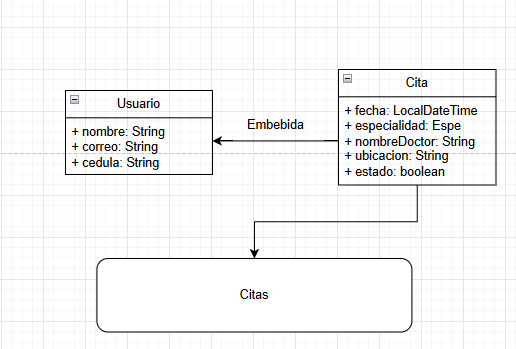 Usuario
+ nombre: String
+ correo: String
+ cedula: String
Embebida
Cita
+ fecha: LocalDateTime
+ especialidad: Espe
+ nombreDoctor: String
+ ubicacion: String
+ estado: boolean
Citas